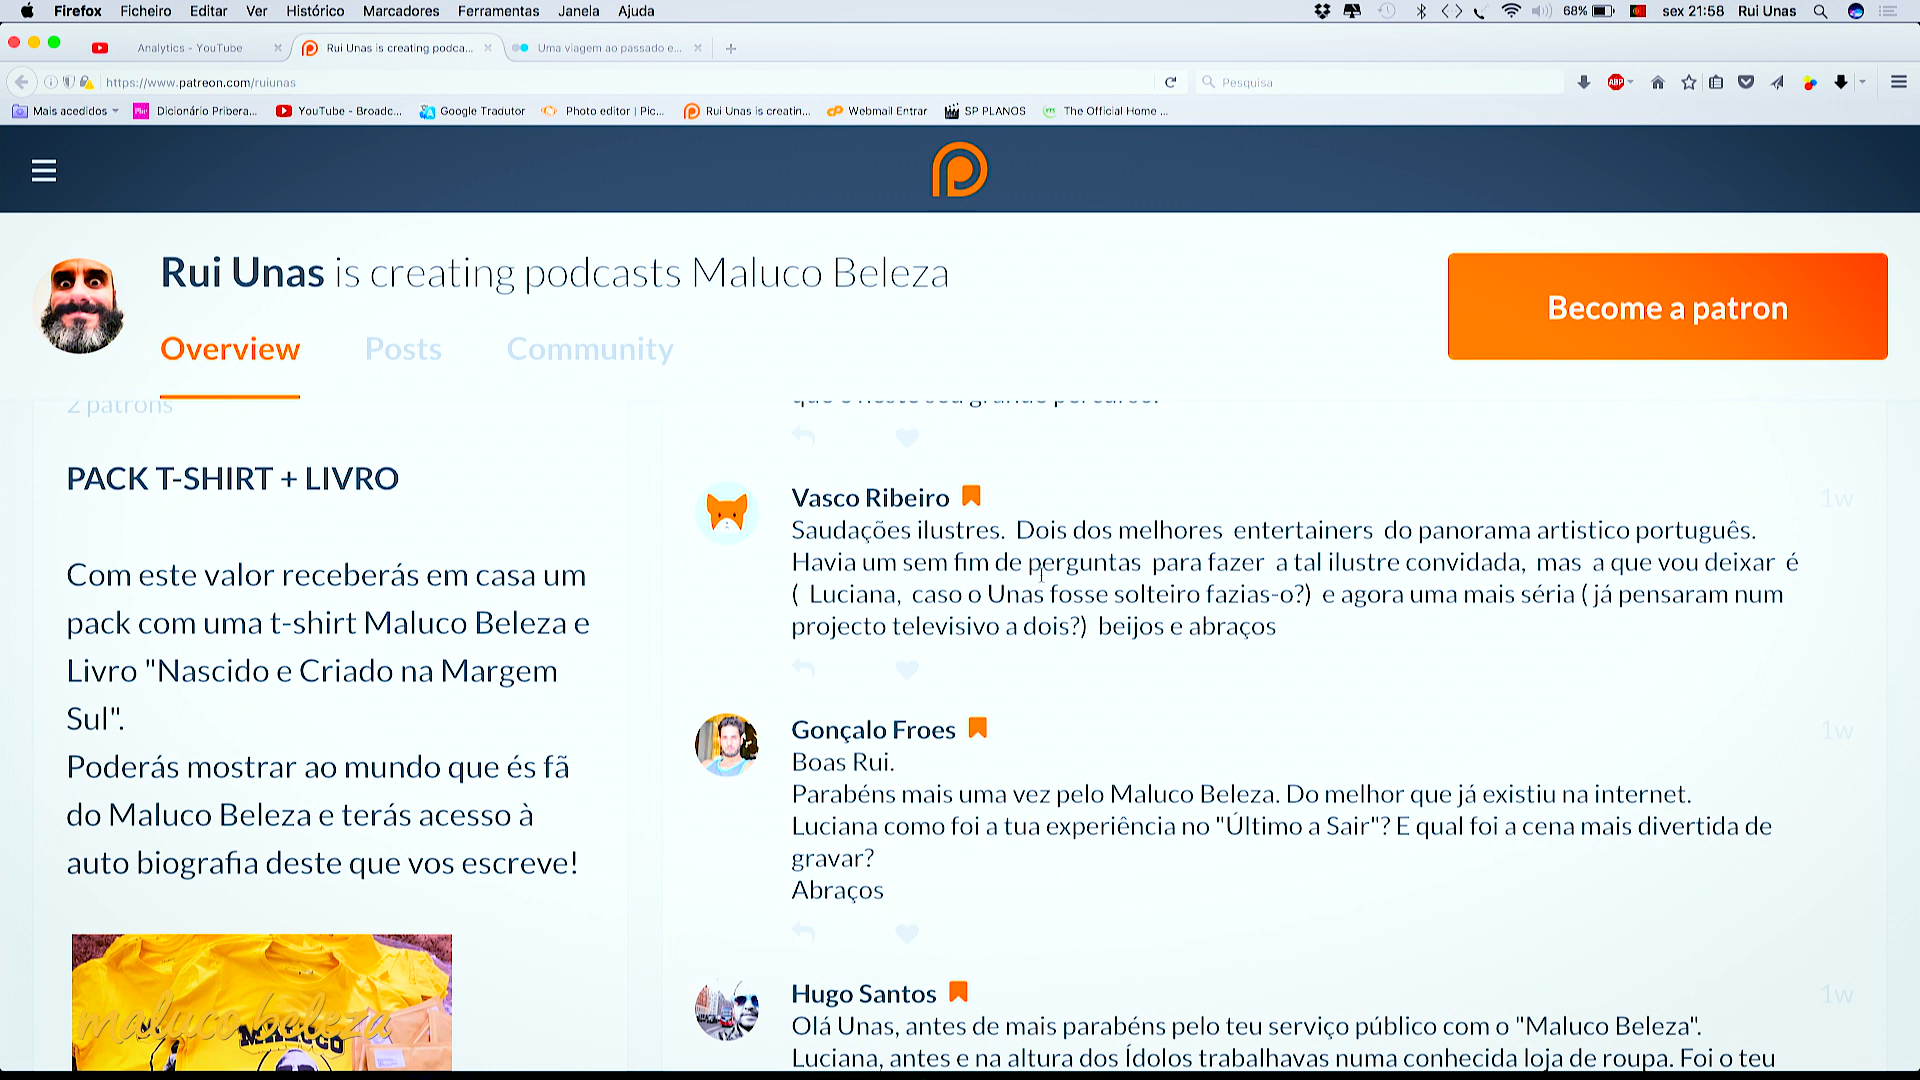 Firefox Ficheiro Editar Ver Histórico Marcadores Ferramentas Janela Ajuda 68% sex 21:58 Rui Unas
Analytics - YouTube Rui Unas is creating podca... Uma viagem ao passado e...
https://www.patreon.com/ruiunas Pesquisa
Mais acedidos Dicionário Pribera... YouTube - Broadc... Google Tradutor Photo editor | Pic... Rui Unas is creatin... Webmail Entrar SP PLANOS The Official Home ...
Rui Unas is creating podcasts Maluco Beleza
Become a patron
Overview Posts Community
2 patrons
PACK T-SHIRT + LIVRO
Com este valor receberás em casa um
pack com uma t-shirt Maluco Beleza e
Livro "Nascido e Criado na Margem
Sul".
Poderás mostrar ao mundo que és fã
do Maluco Beleza e terás acesso à
auto biografia deste que vos escreve!
maluco beleza
MALUCO
Vasco Ribeiro 1w
Saudações ilustres. Dois dos melhores entertainers do panorama artistico português.
Havia um sem fim de perguntas para fazer a tal ilustre convidada, mas a que vou deixar é
( Luciana, caso o Unas fosse solteiro fazias-o?) e agora uma mais séria ( já pensaram num
projecto televisivo a dois?) beijos e abraços
Gonçalo Froes 1w
Boas Rui.
Parabéns mais uma vez pelo Maluco Beleza. Do melhor que já existiu na internet.
Luciana como foi a tua experiência no "Último a Sair"? E qual foi a cena mais divertida de
gravar?
Abraços
Hugo Santos 1w
Olá Unas, antes de mais parabéns pelo teu serviço público com o "Maluco Beleza".
Luciana, antes e na altura dos Ídolos trabalhavas numa conhecida loja de roupa. Foi o teu